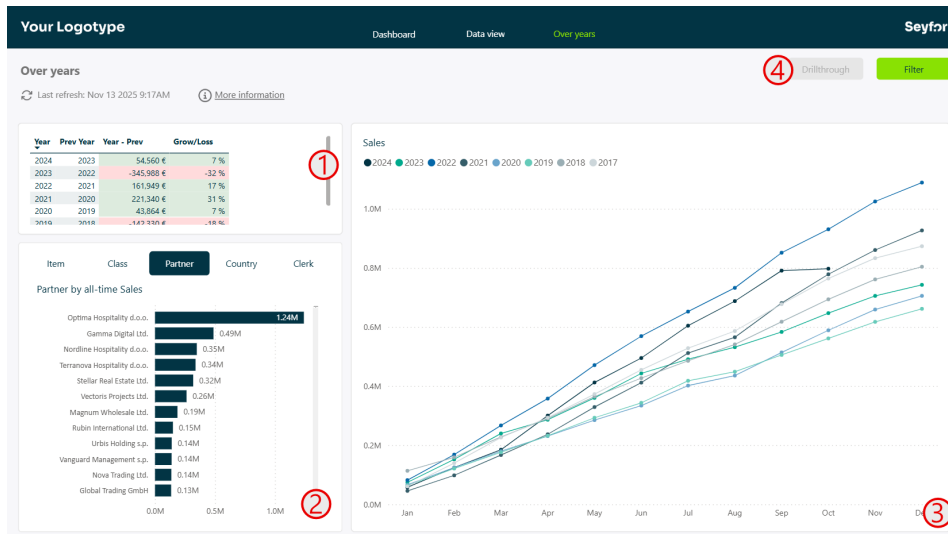 Your Logotype
Dashboard Data view Over years
Seyfor
Over years
4 Drillthrough Filter
Last refresh: Nov 13 2025 9:17AM
More information
Year Prev Year Year - Prev Grow/Loss
2024 2023 54,560 € 7 %
2023 2022 -345,988 € -32 %
2022 2021 161,949 € 17 %
2021 2020 221,340 € 31 %
2020 2019 43,864 € 7 %
2019 2018 -142,330 € -18 %
1
Item Class Partner Country Clerk
Partner by all-time Sales
Optima Hospitality d.o.o. 1.24M
Gamma Digital Ltd. 0.49M
Nordline Hospitality d.o.o. 0.35M
Terranova Hospitality d.o.o. 0.34M
Stellar Real Estate Ltd. 0.32M
Vectoris Projects Ltd. 0.26M
Magnum Wholesale Ltd. 0.19M
Rubin International Ltd. 0.15M
Urbis Holding s.p. 0.14M
Vanguard Management s.p. 0.14M
Nova Trading Ltd. 0.14M
Global Trading GmbH 0.13M
0.0M 0.5M 1.0M
2
Sales
2024 2023 2022 2021 2020 2019 2018 2017
1.0M
0.8M
0.6M
0.4M
0.2M
0.0M
Jan Feb Mar Apr May Jun Jul Aug Sep Oct Nov
3